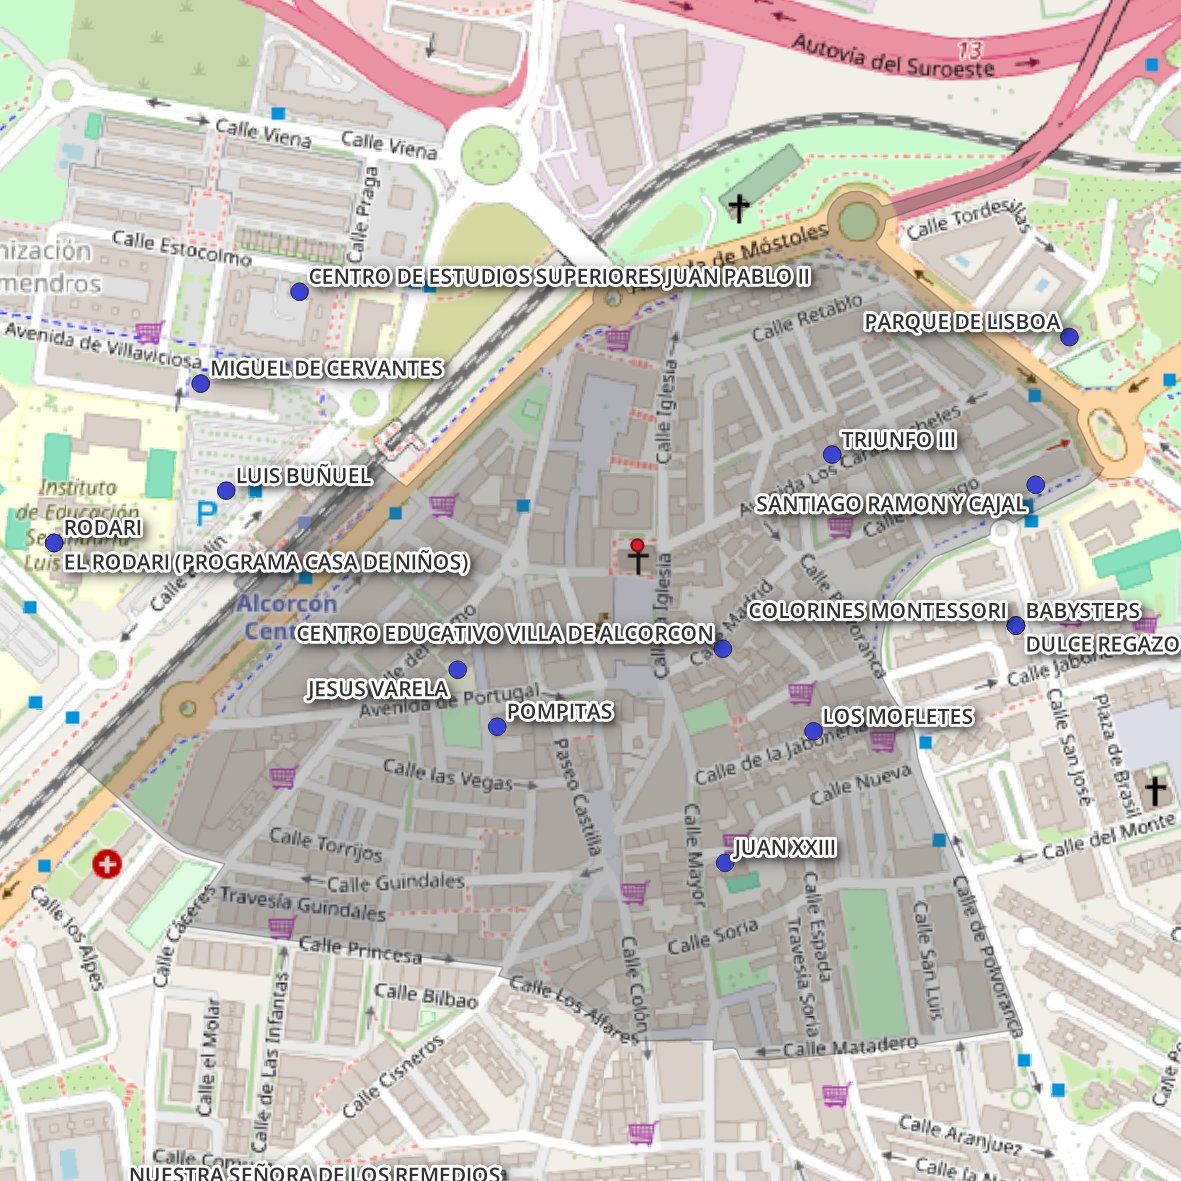 Autovía del Suroeste
13
Calle Viena
Calle Viena
Calle Praga
Calle Estocolmo
nización
mendros
Avenida de Villaviciosa
da de Móstoles
Calle Tordesillas
CENTRO DE ESTUDIOS SUPERIORES JUAN PABLO II
Calle Retablo
PARQUE DE LISBOA
MIGUEL DE CERVANTES
Calle Iglesia
TRIUNFO III
LUIS BUÑUEL
SANTIAGO RAMON Y CAJAL
Instituto
de Educación
P
RODARI
EL RODARI (PROGRAMA CASA DE NIÑOS)
Alcorcón
COLORINES MONTESSORI
BABYSTEPS
DULCE REGAZO
CENTRO EDUCATIVO VILLA DE ALCORCON
JESUS VARELA
Avenida de Portugal
POMPITAS
LOS MOFLETES
Calle de la Jabonería
Calle San José
Plaza de Brasil
Paseo Castilla
Calle las Vegas
Calle Nueva
Calle Mayor
JUAN XXIII
Calle del Monte
Calle Torrijos
Calle Guindales
Travesía Guindales
Calle Princesa
Calle Cáceres
Calle los Alpes
Calle Soria
Calle Espada
Travesía Soria
Calle San Luis
Calle de Polvoranca
Calle Colón
Calle Los Alfares
Calle Bilbao
Calle Cisneros
Calle el Molar
Calle de Las Infantas
Calle Matadero
Calle Aranjuez
NUESTRA SEÑORA DE LOS REMEDIOS